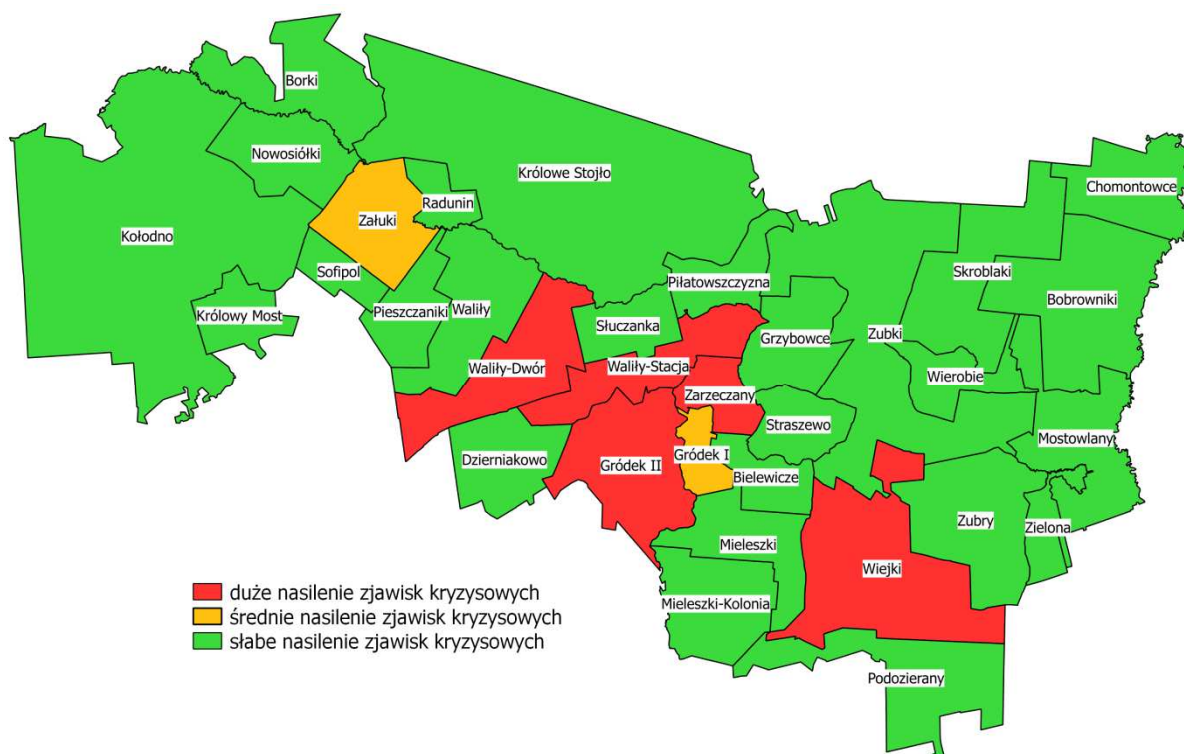 Borki
Nowosiółki
Królowe Stojło
Chomontowce
Radunin
Załuki
Kołodno
Skroblaki
Sofipol
Piłatowszczyzna
Bobrowniki
Królowy Most
Pieszczaniki
Waliły
Słuczanka
Grzybowce
Zubki
Waliły-Dwór
Waliły-Stacja
Wierobie
Zarzeczany
Straszewo
Mostowlany
Dzierniakowo
Gródek II
Gródek I
Bielewicze
Zubry
Zielona
Mieleszki
Wiejki
Mieleszki-Kolonia
Podozierany
duże nasilenie zjawisk kryzysowych
średnie nasilenie zjawisk kryzysowych
słabe nasilenie zjawisk kryzysowych